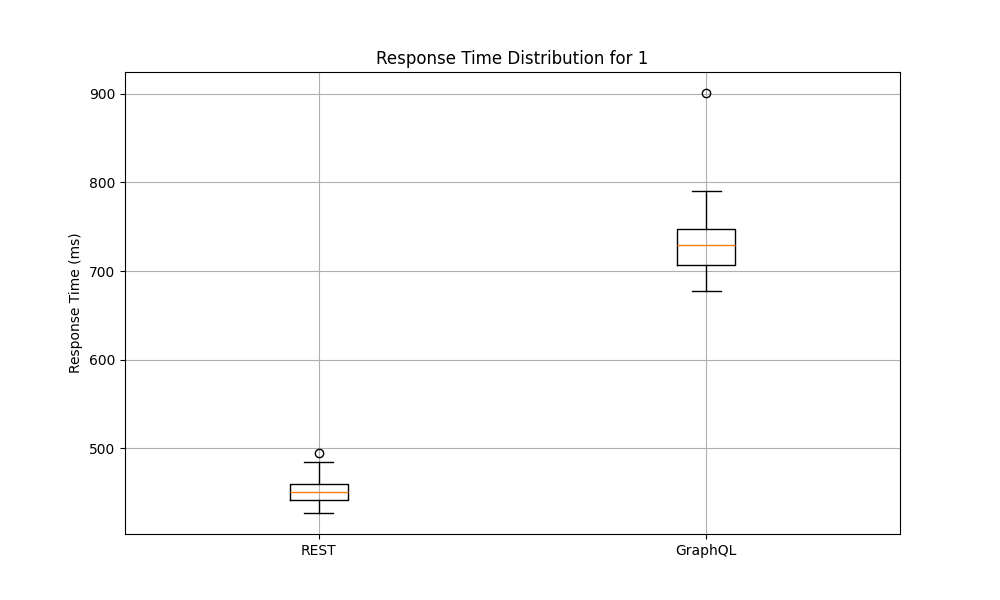 Response Time Distribution for 1
Response Time (ms)
900
800
700
600
500
REST
GraphQL